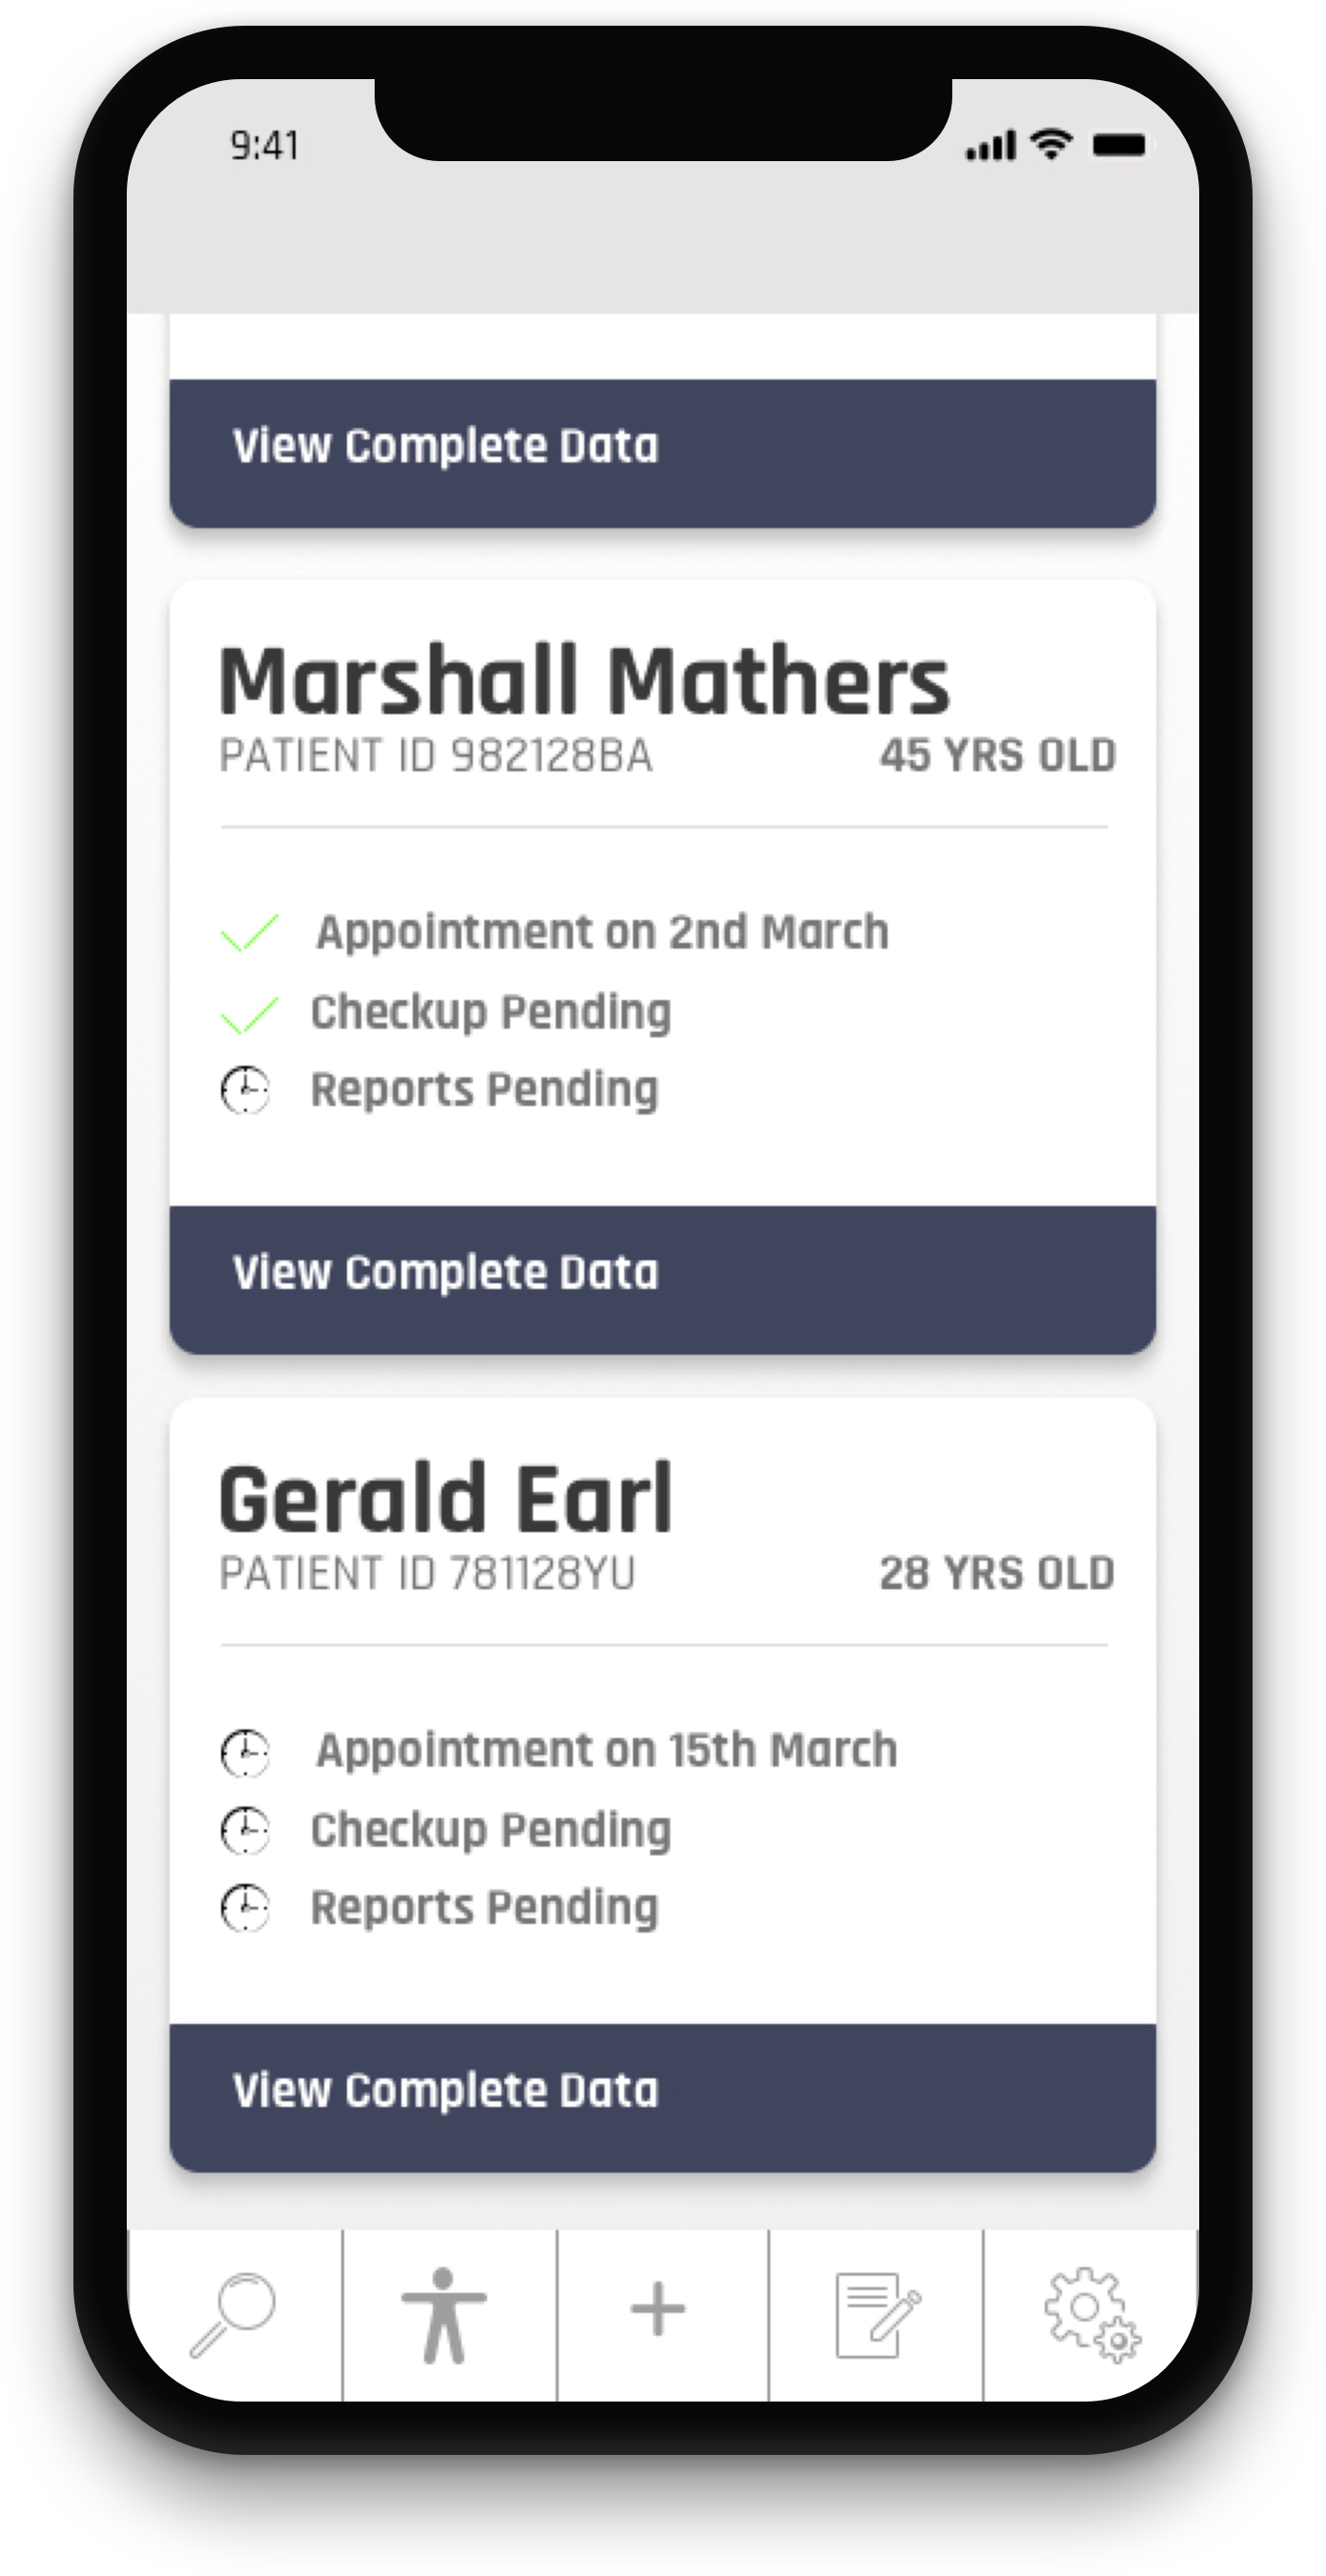 9:41
View Complete Data
Marshall Mathers
PATIENT ID 982128BA 45 YRS OLD
Appointment on 2nd March
Checkup Pending
Reports Pending
View Complete Data
Gerald Earl
PATIENT ID 781128YU 28 YRS OLD
Appointment on 15th March
Checkup Pending
Reports Pending
View Complete Data